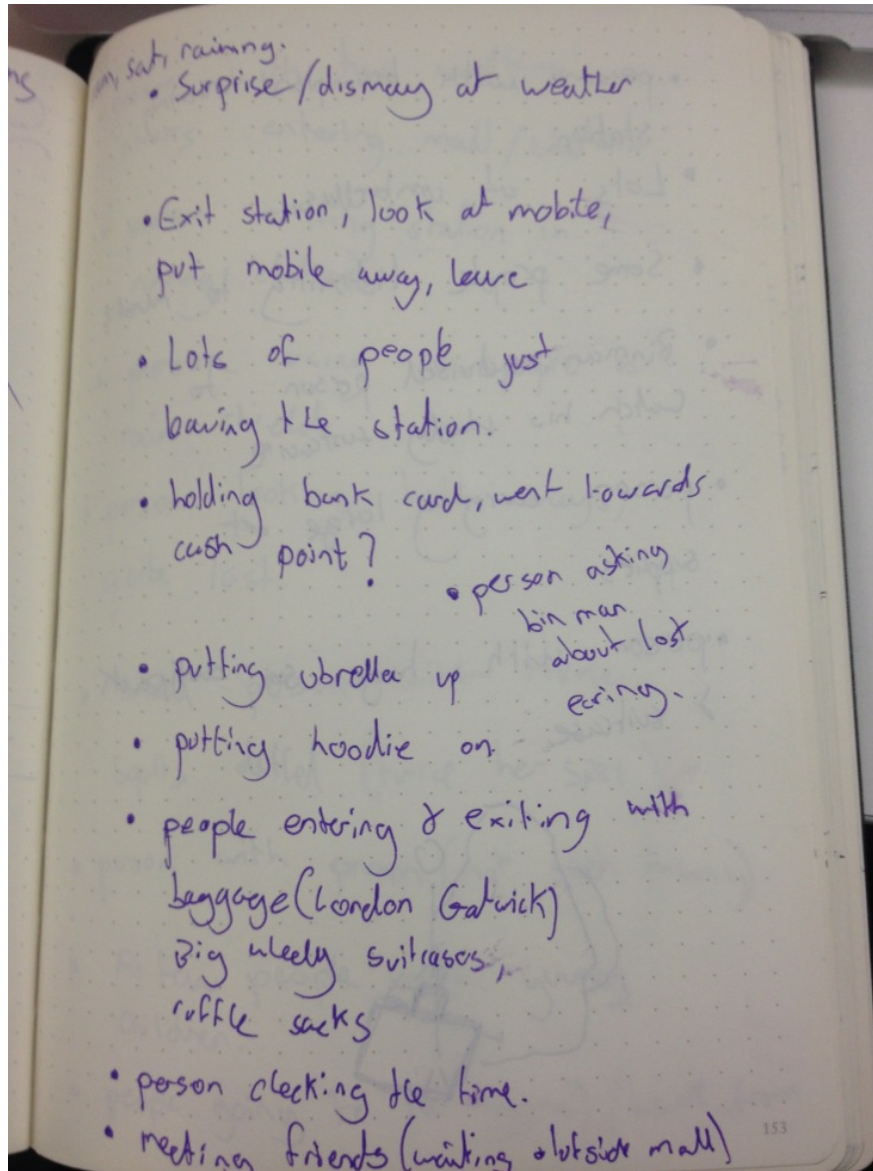 sat, raining.
• Surprise/dismay at weather
• Exit station, look at mobile,
put mobile away, leave
• Lots of people just
leaving the station.
• holding bank card, went towards
cash point?
• person asking
bin man
about lost
earing.
• putting ubrella up
• putting hoodie on
• people entering & exiting with
baggage (London Gatwick)
Big wheely suitcases,
ruffle sacks
• person checking the time.
• meeting friends (waiting outside mall)
153